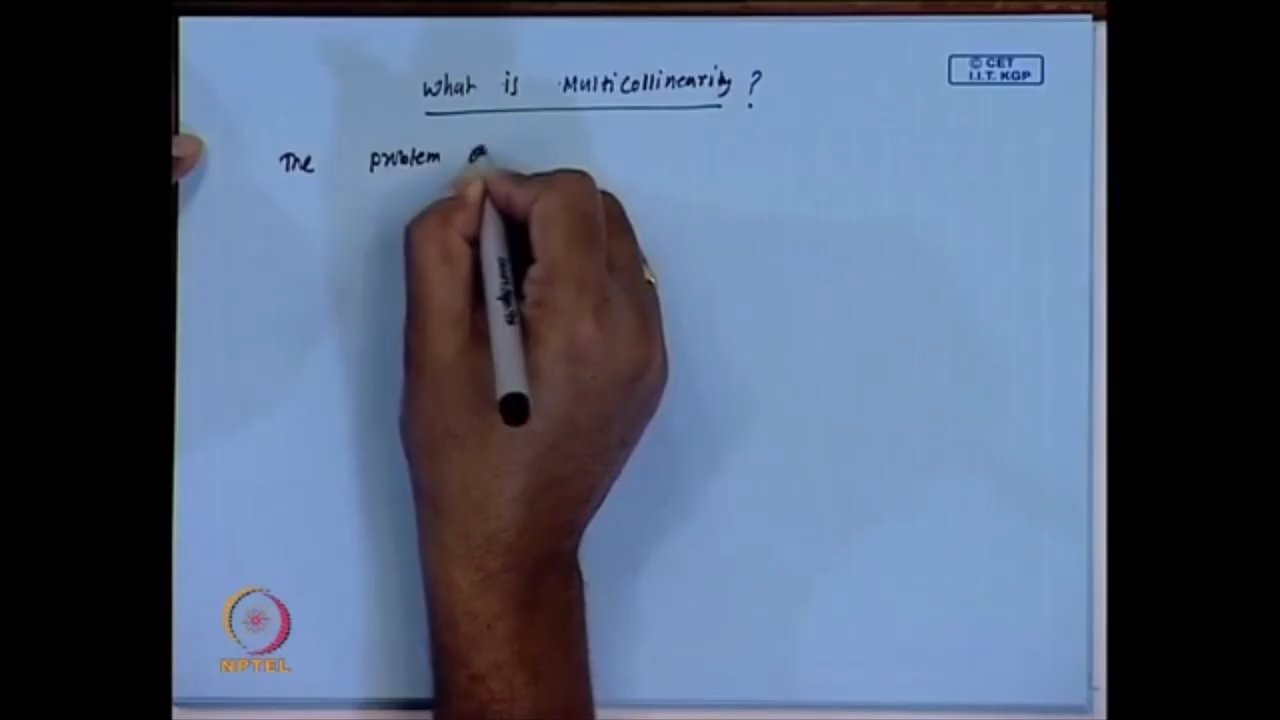 What is Multicollinearity ?
© CET
I.I.T. KGP
The problem
NPTEL